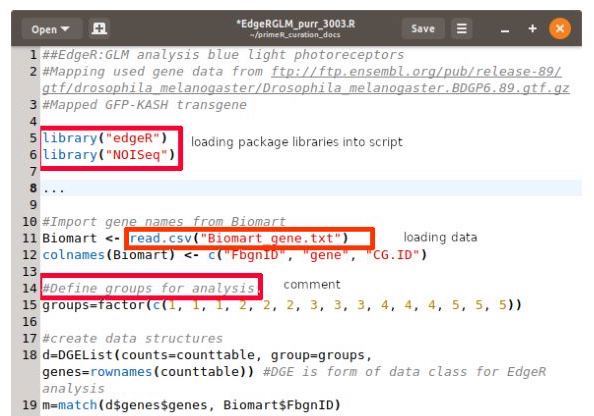 Open
*EdgeRGLM_purr_3003.R
~/primeR_curation_docs
Save
1 ##EdgeR:GLM analysis blue light photoreceptors
2 #Mapping used gene data from ftp://ftp.ensembl.org/pub/release-89/
gtf/drosophila_melanogaster/Drosophila_melanogaster.BDGP6.89.gtf.gz
3 #Mapped GFP-KASH transgene
4
5 library("edgeR")
loading package libraries into script
6 library("NOISeq")
7
8 ...
9
10 #Import gene names from Biomart
11 Biomart <- read.csv("Biomart_gene.txt")
loading data
12 colnames(Biomart) <- c("FbgnID", "gene", "CG.ID")
13
14 #Define groups for analysis
comment
15 groups=factor(c(1, 1, 1, 2, 2, 2, 3, 3, 3, 4, 4, 4, 5, 5, 5))
16
17 #create data structures
18 d=DGEList(counts=counttable, group=groups,
genes=rownames(counttable)) #DGE is form of data class for EdgeR
analysis
19 m=match(d$genes$genes, Biomart$FbgnID)